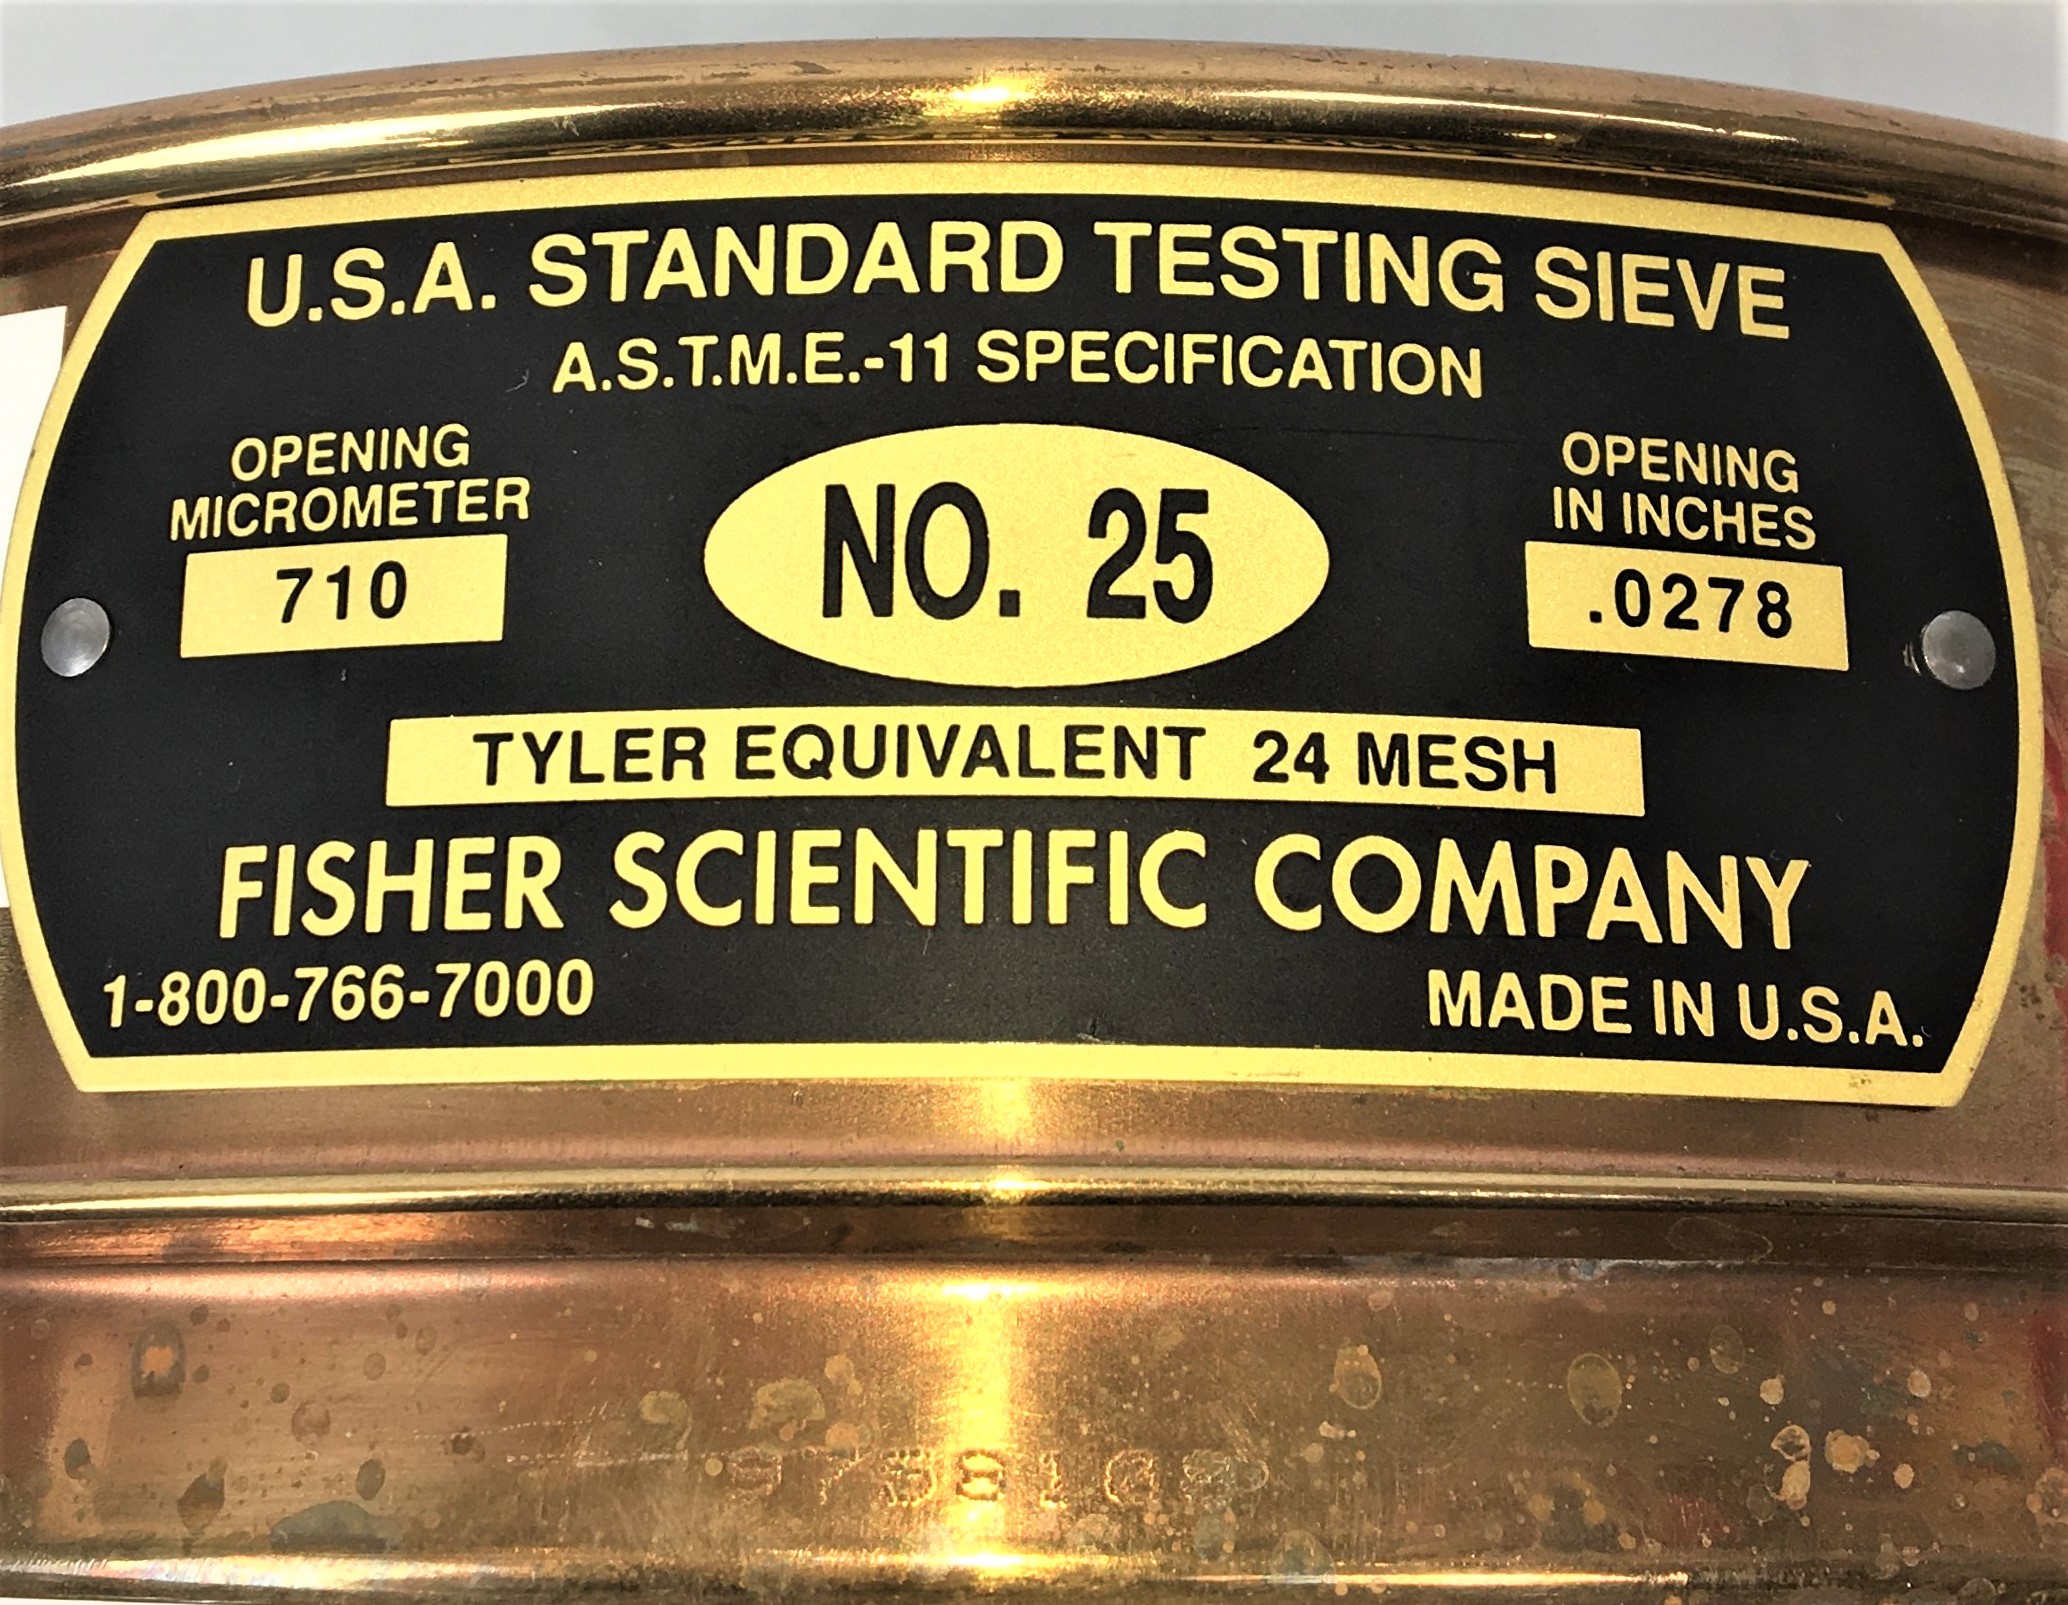 U.S.A. STANDARD TESTING SIEVE
A.S.T.M.E.-11 SPECIFICATION
OPENING
MICROMETER
710
NO. 25
OPENING
IN INCHES
.0278
TYLER EQUIVALENT 24 MESH
FISHER SCIENTIFIC COMPANY
1-800-766-7000
MADE IN U.S.A.